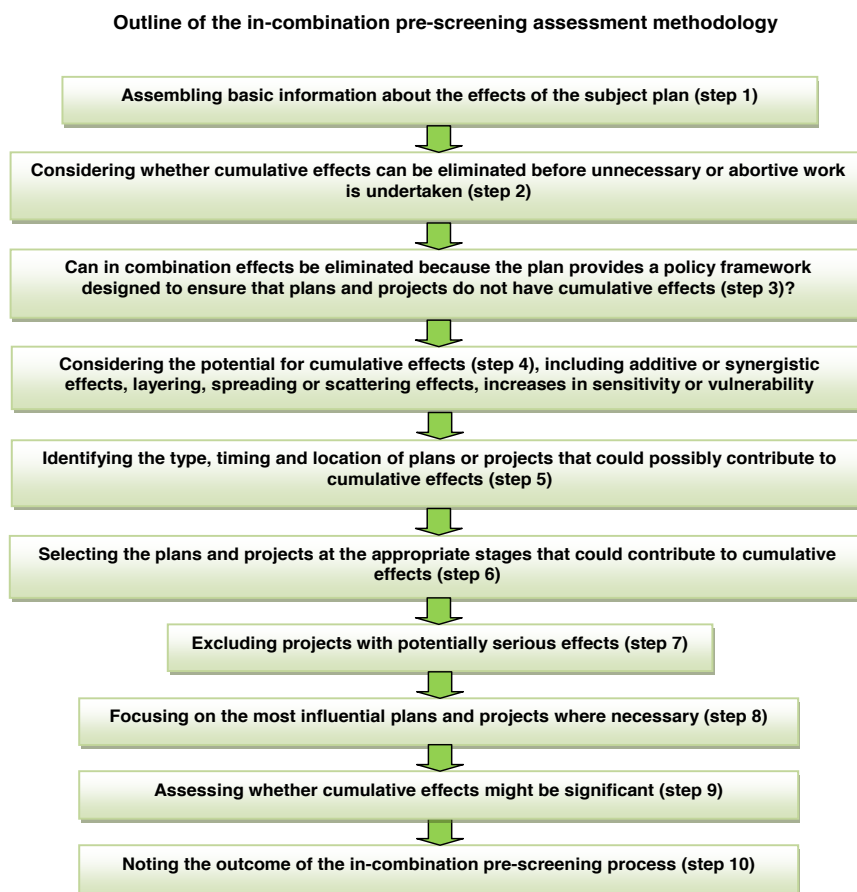 Outline of the in-combination pre-screening assessment methodology
Assembling basic information about the effects of the subject plan (step 1)
Considering whether cumulative effects can be eliminated before unnecessary or abortive work
is undertaken (step 2)
Can in combination effects be eliminated because the plan provides a policy framework
designed to ensure that plans and projects do not have cumulative effects (step 3)?
Considering the potential for cumulative effects (step 4), including additive or synergistic
effects, layering, spreading or scattering effects, increases in sensitivity or vulnerability
Identifying the type, timing and location of plans or projects that could possibly contribute to
cumulative effects (step 5)
Selecting the plans and projects at the appropriate stages that could contribute to cumulative
effects (step 6)
Excluding projects with potentially serious effects (step 7)
Focusing on the most influential plans and projects where necessary (step 8)
Assessing whether cumulative effects might be significant (step 9)
Noting the outcome of the in-combination pre-screening process (step 10)